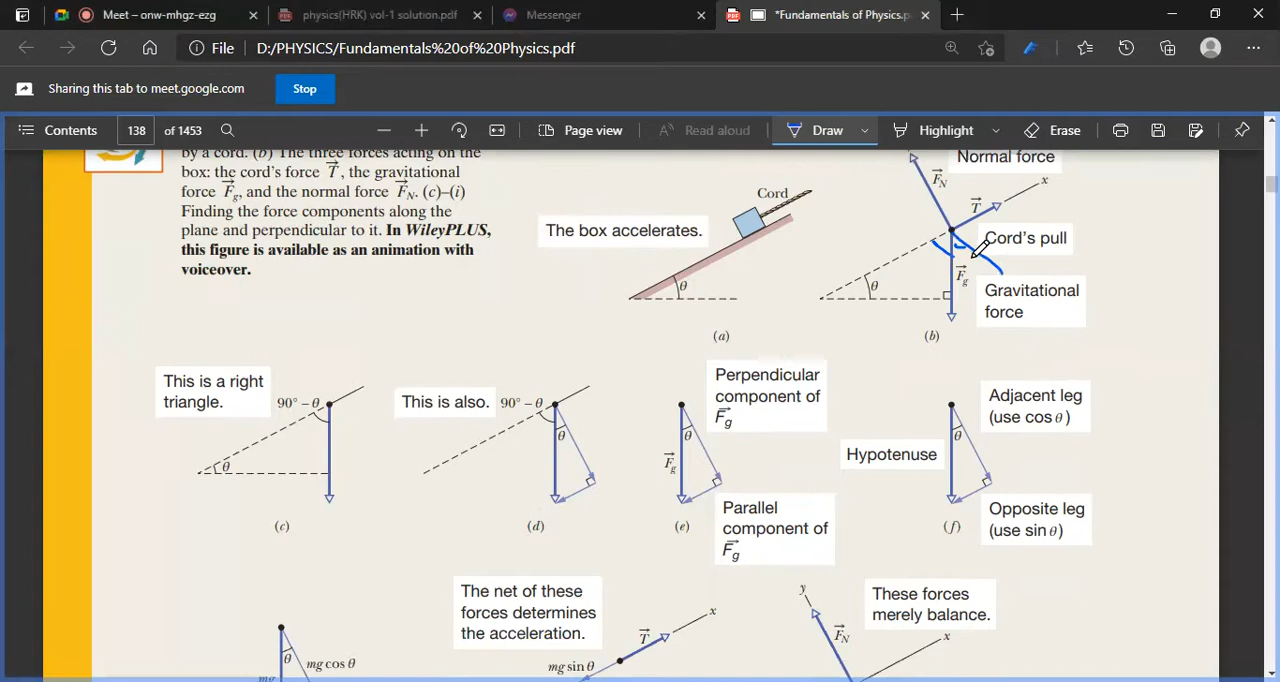 Meet – onw-mhgz-ezg
physics(HRK) vol-1 solution.pdf
Messenger
*Fundamentals of Physics.p
File
D:/PHYSICS/Fundamentals%20of%20Physics.pdf
Sharing this tab to meet.google.com
Stop
Contents
138
of 1453
Page view
Read aloud
Draw
Highlight
Erase
by a cord. (b) The three forces acting on the
box: the cord's force T, the gravitational
force Fg, and the normal force FN. (c)–(i)
Finding the force components along the
plane and perpendicular to it. In WileyPLUS,
this figure is available as an animation with
voiceover.
The box accelerates.
Cord
θ
(a)
Normal force
FN
x
T
Cord's pull
θ
Fg
Gravitational
force
(b)
This is a right
triangle.
90° – θ
θ
(c)
This is also.
90° – θ
θ
(d)
Perpendicular
component of
Fg
θ
Fg
Parallel
component of
Fg
(e)
Adjacent leg
(use cos θ)
θ
Hypotenuse
Opposite leg
(use sin θ)
(f)
θ
mg cos θ
mg
The net of these
forces determines
the acceleration.
x
T
mg sin θ
y
FN
These forces
merely balance.
x